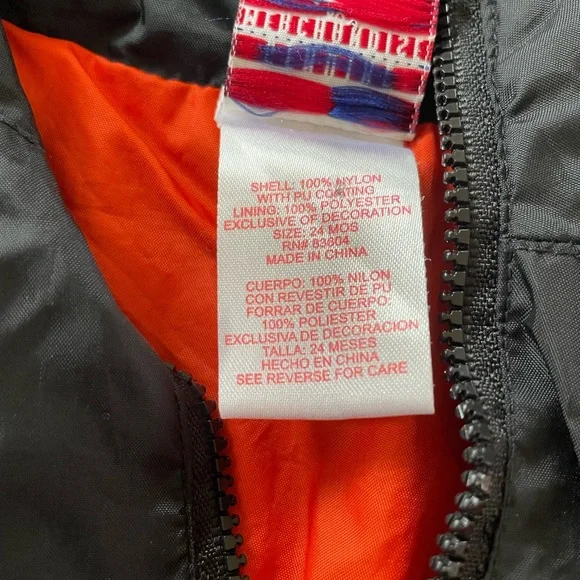 MERCHANDIZE
SHELL: 100% NYLON
WITH PU COATING
LINING: 100% POLYESTER
EXCLUSIVE OF DECORATION
SIZE: 24 MOS
RN# 83604
MADE IN CHINA
CUERPO: 100% NILON
CON REVESTIR DE PU
FORRAR DE CUERPO:
100% POLIESTER
EXCLUSIVA DE DECORACION
TALLA: 24 MESES
HECHO EN CHINA
SEE REVERSE FOR CARE